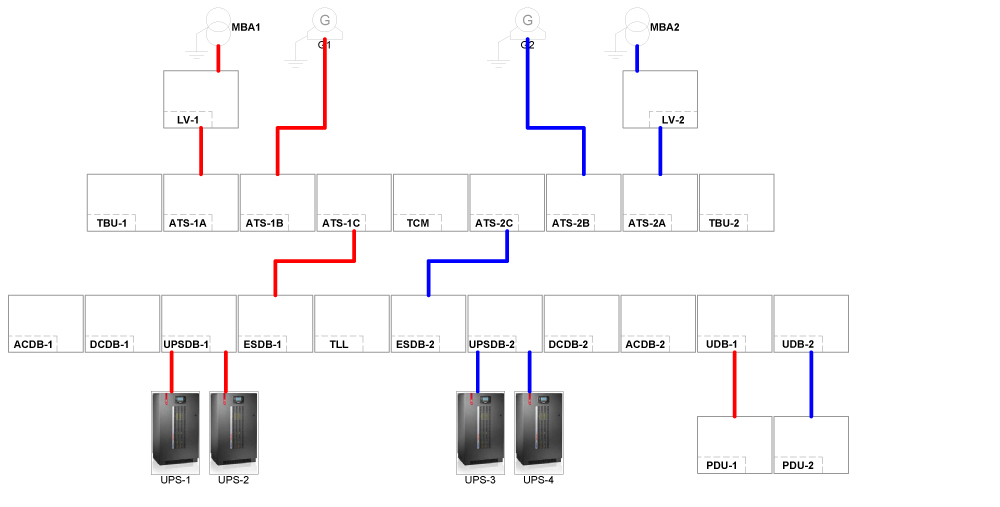 MBA1
G
G1
G
G2
MBA2
LV-1
LV-2
TBU-1
ATS-1A
ATS-1B
ATS-1C
TCM
ATS-2C
ATS-2B
ATS-2A
TBU-2
ACDB-1
DCDB-1
UPSDB-1
ESDB-1
TLL
ESDB-2
UPSDB-2
DCDB-2
ACDB-2
UDB-1
UDB-2
PDU-1
PDU-2
UPS-1
UPS-2
UPS-3
UPS-4